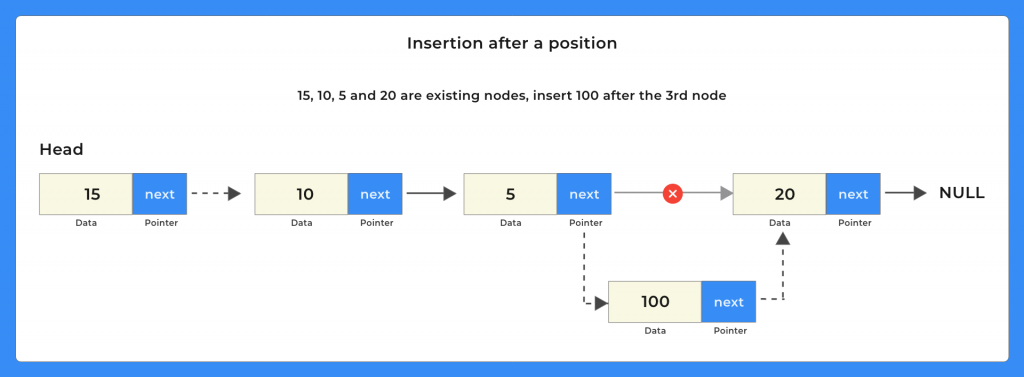 Insertion after a position
15, 10, 5 and 20 are existing nodes, insert 100 after the 3rd node
Head
15 next 10 next 5 next 20 next NULL
Data Pointer Data Pointer Data Pointer Data Pointer
100 next
Data Pointer